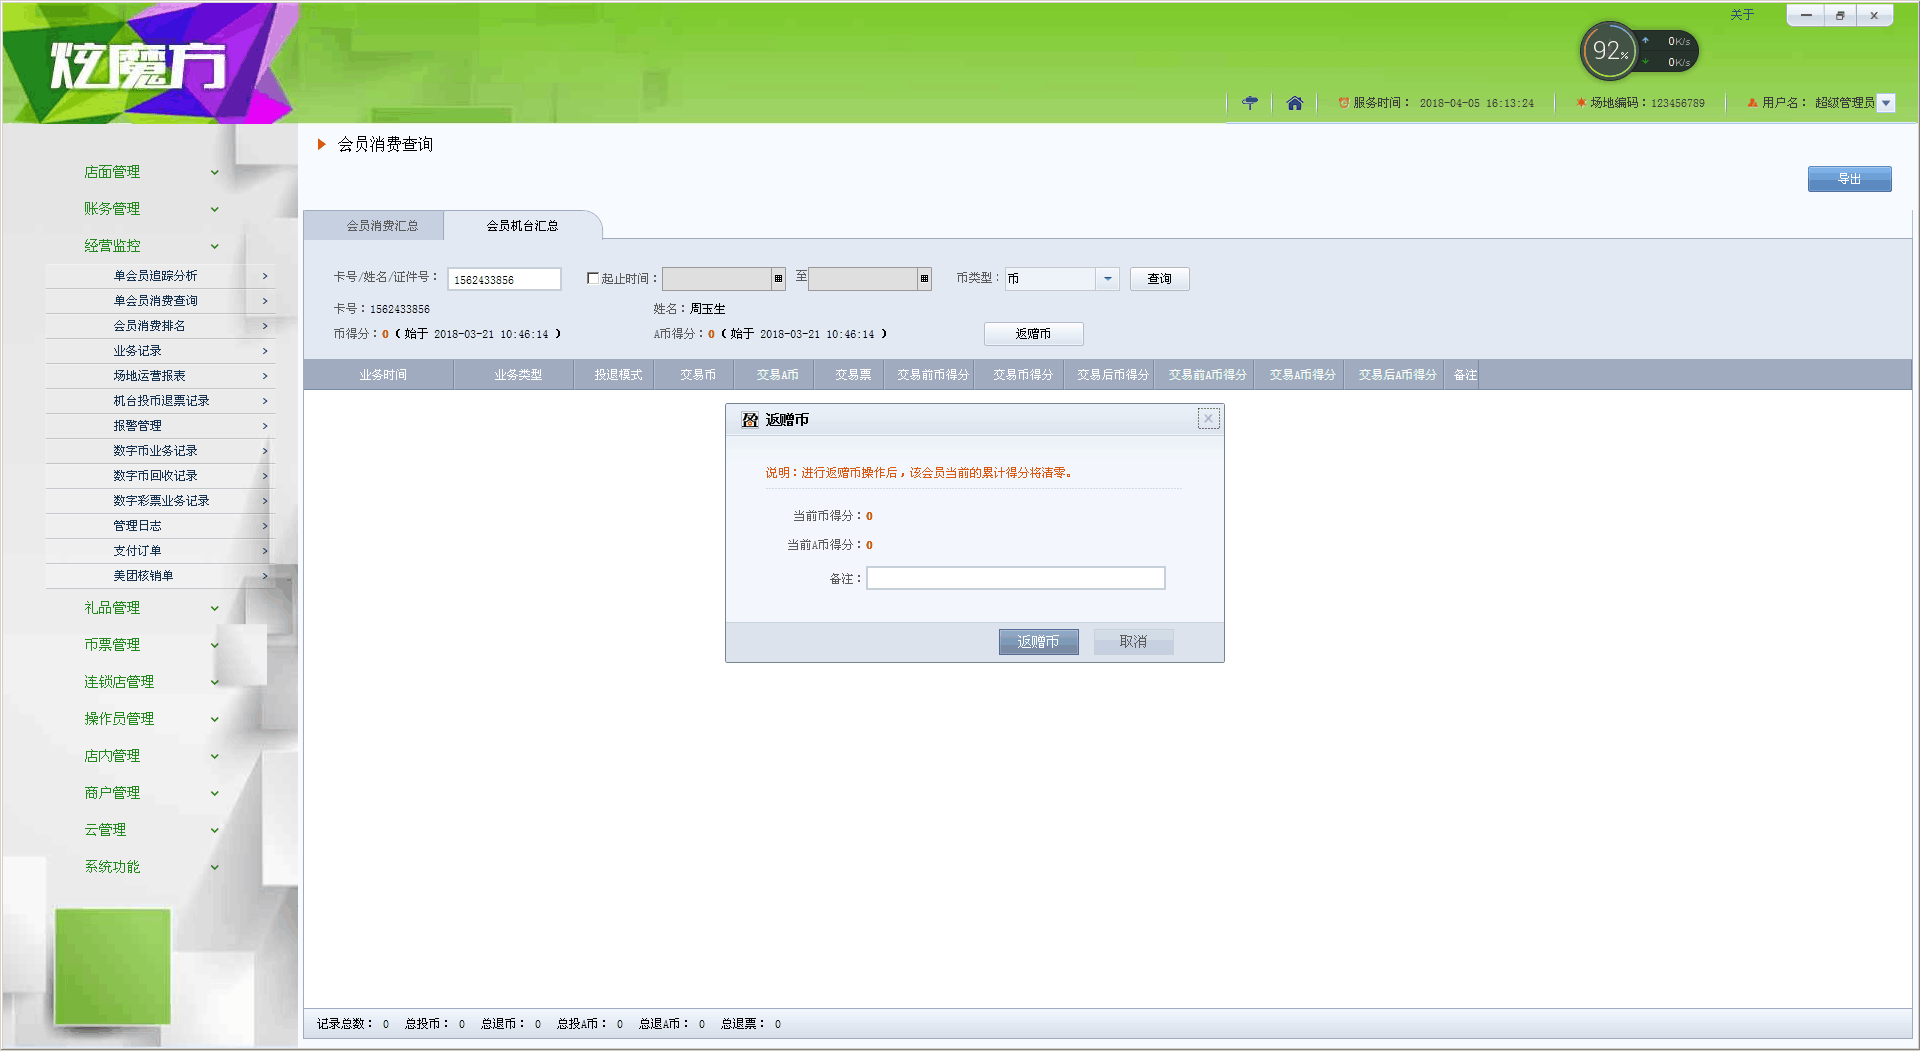 炫魔方
关于
92%
0K/s
0K/s
服务时间： 2018-04-05 16:13:24
场地编码：123456789
用户名： 超级管理员
会员消费查询
导出
店面管理
账务管理
经营监控
单会员追踪分析
单会员消费查询
会员消费排名
业务记录
场地运营报表
机台投币退票记录
报警管理
数字币业务记录
数字币回收记录
数字彩票业务记录
管理日志
支付订单
美团核销单
礼品管理
币票管理
连锁店管理
操作员管理
店内管理
商户管理
云管理
系统功能
会员消费汇总 会员机台汇总
卡号/姓名/证件号： 1562433856 起止时间： 至 币类型： 币 查询
卡号：1562433856 姓名：周玉生
币得分：0 ( 始于 2018-03-21 10:46:14 ) A币得分：0 ( 始于 2018-03-21 10:46:14 ) 返赠币
业务时间 业务类型 投退模式 交易币 交易A币 交易票 交易前币得分 交易币得分 交易后币得分 交易前A币得分 交易A币得分 交易后A币得分 备注
返赠币
说明：进行返赠币操作后，该会员当前的累计得分将清零。
当前币得分：0
当前A币得分：0
备注：
返赠币 取消
记录总数： 0 总投币： 0 总退币： 0 总投A币： 0 总退A币： 0 总退票： 0